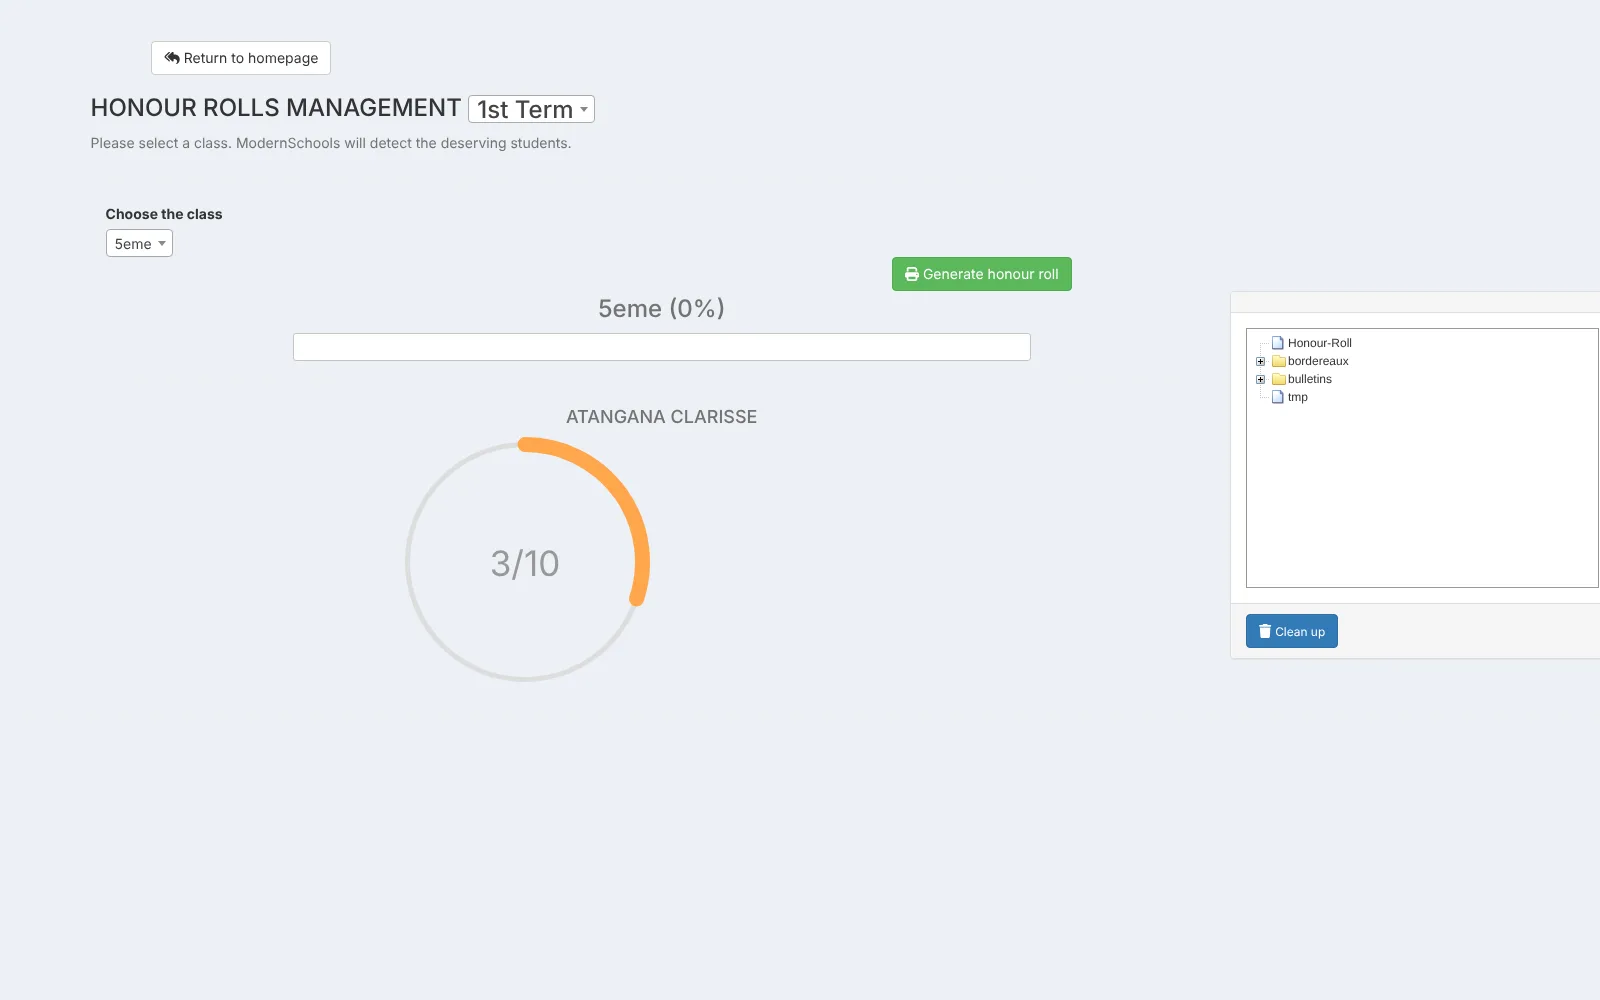 Return to homepage
HONOUR ROLLS MANAGEMENT 1st Term
Please select a class. ModernSchools will detect the deserving students.
Choose the class
5eme
Generate honour roll
5eme (0%)
ATANGANA CLARISSE
3/10
Honour-Roll
bordereaux
bulletins
tmp
Clean up